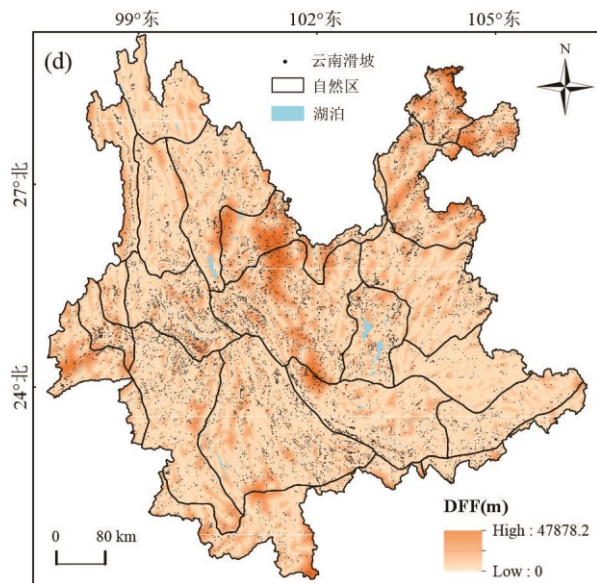 99°东
102°东
105°东
(d)
云南滑坡
自然区
湖泊
N
27°北
24°北
0
80 km
DFF(m)
High : 47878.2
Low : 0